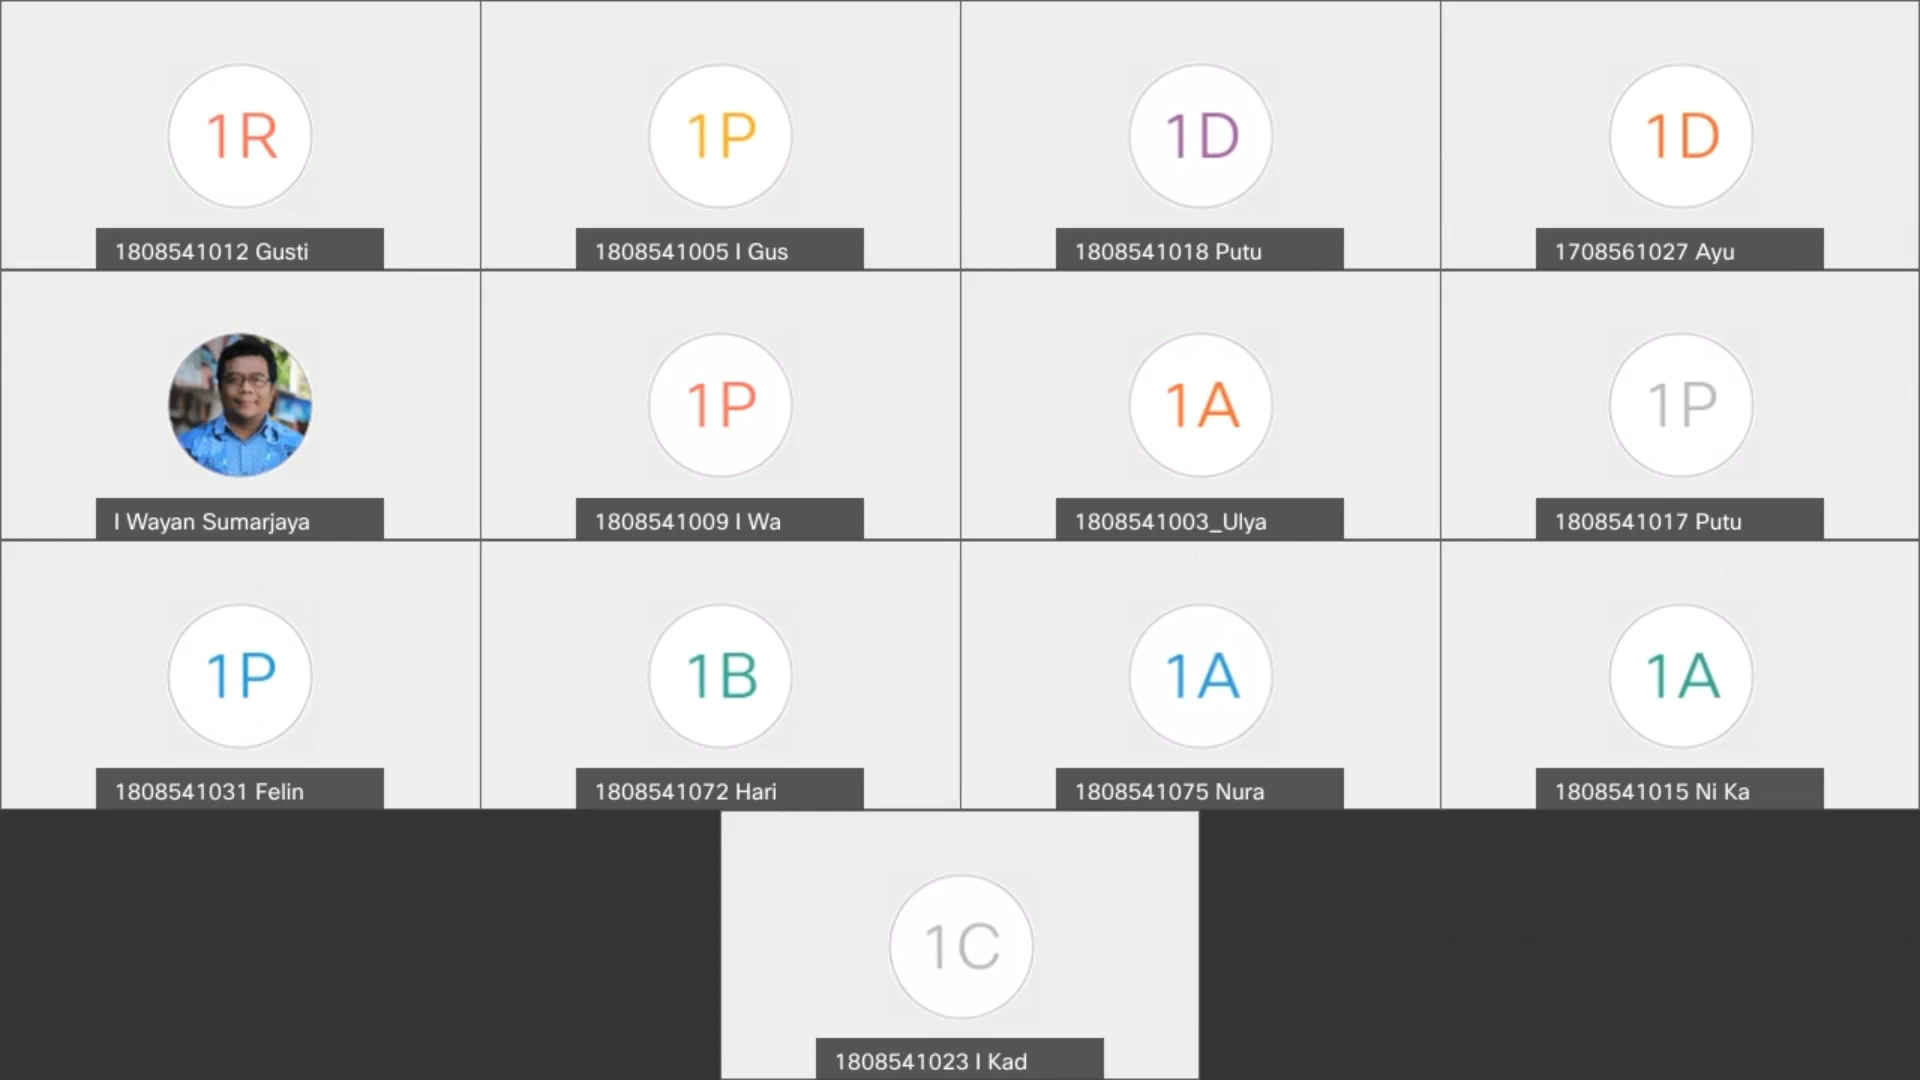 1R
1808541012 Gusti
1P
1808541005 I Gus
1D
1808541018 Putu
1D
1708561027 Ayu
I Wayan Sumarjaya
1P
1808541009 I Wa
1A
1808541003_Ulya
1P
1808541017 Putu
1P
1808541031 Felin
1B
1808541072 Hari
1A
1808541075 Nura
1A
1808541015 Ni Ka
1C
1808541023 I Kad